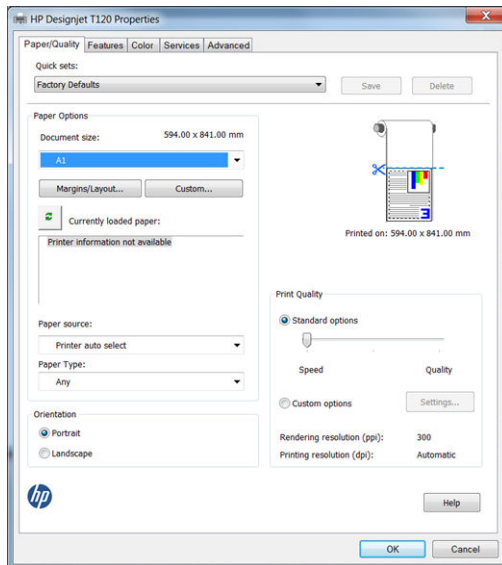 HP Designjet T120 Properties
Paper/Quality Features Color Services Advanced
Quick sets:
Factory Defaults
Save Delete
Paper Options
Document size: 594.00 x 841.00 mm
A1
Margins/Layout... Custom...
Currently loaded paper:
Printer information not available
Paper source:
Printer auto select
Paper Type:
Any
Orientation
Portrait
Landscape
3
Printed on: 594.00 x 841.00 mm
Print Quality
Standard options
Speed Quality
Custom options Settings...
Rendering resolution (ppi): 300
Printing resolution (dpi): Automatic
hp
Help
OK Cancel